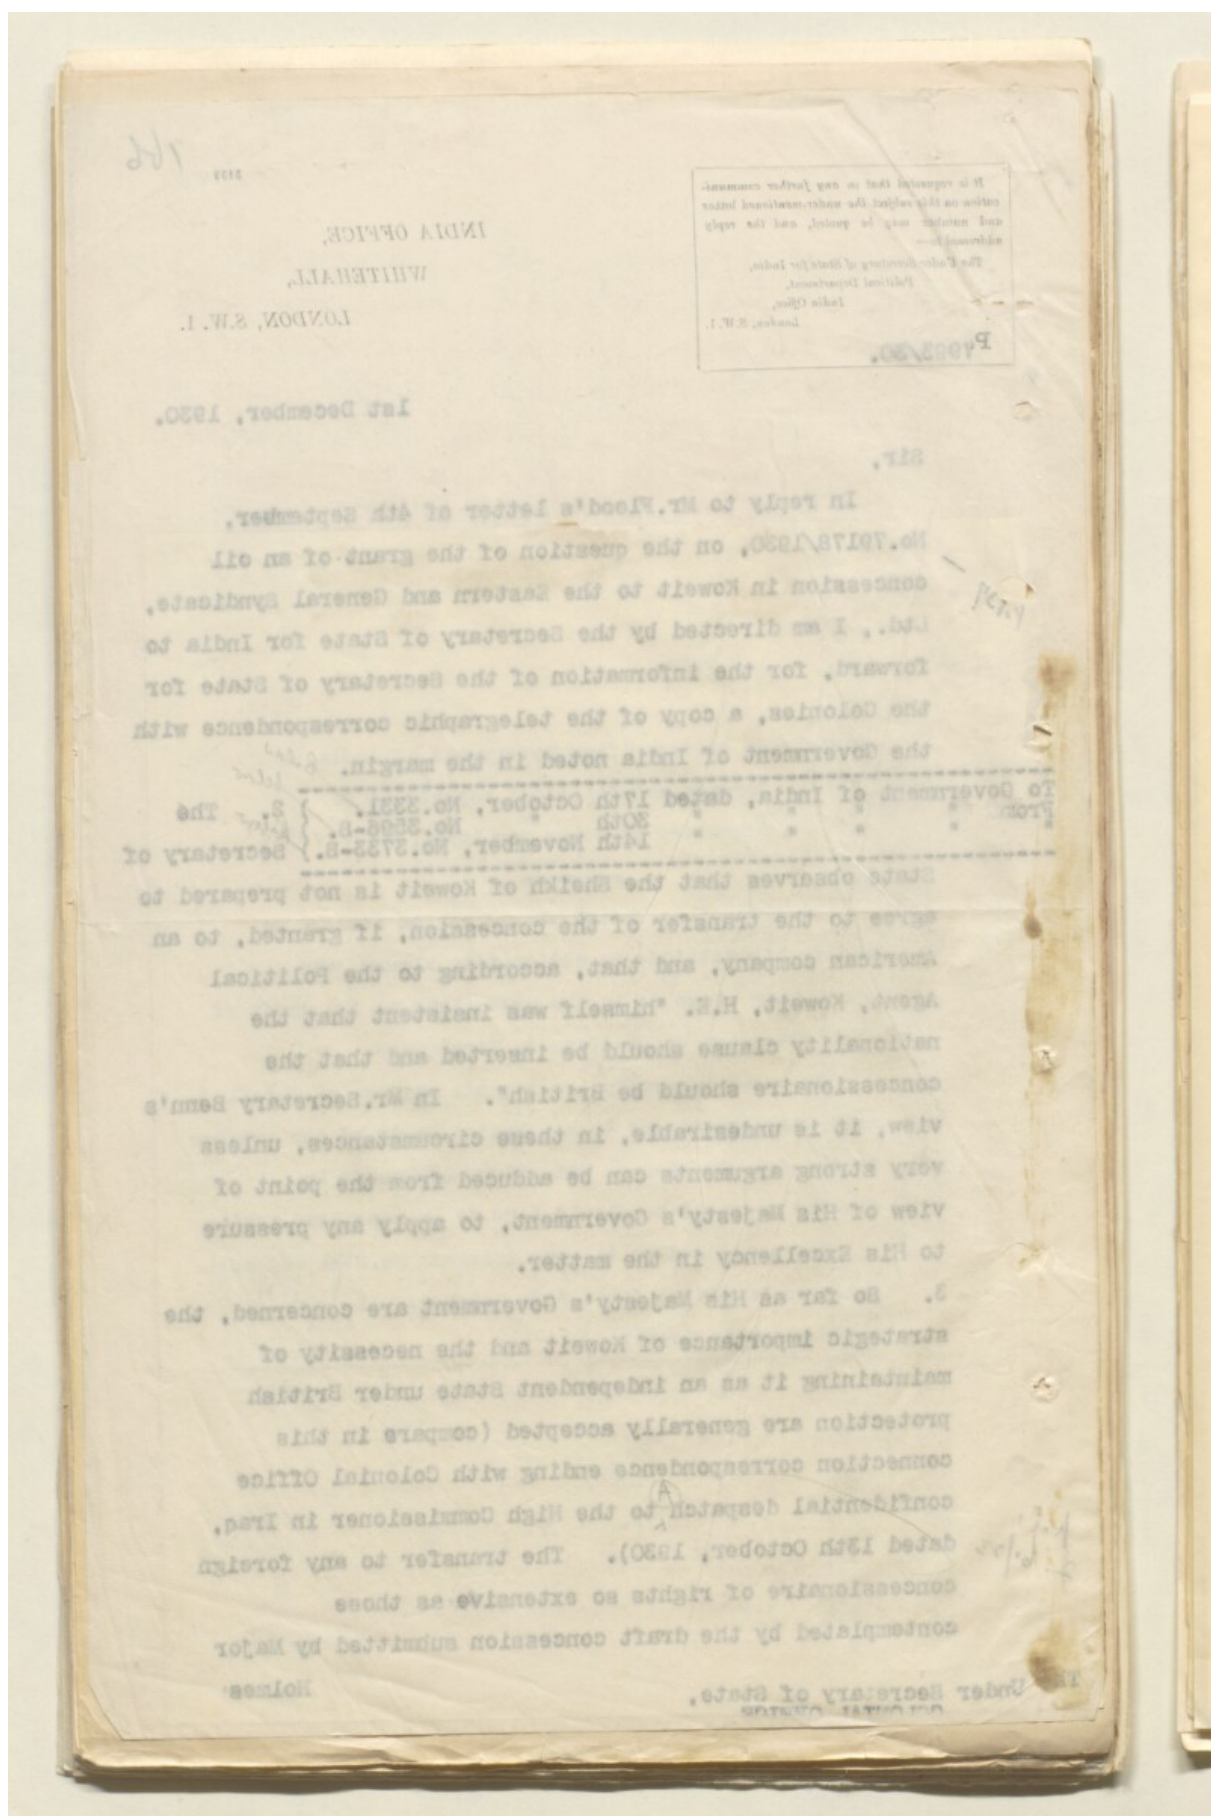 166
5133
It is requested that in any further communi-
cation on this subject the under-mentioned letter
and number may be quoted, and the reply
addressed to—
The Under-Secretary of State for India,
Political Department,
India Office,
London, S.W. 1.
P.
4993/30.
INDIA OFFICE,
WHITEHALL,
LONDON, S.W. 1.
1st December, 1930.
Sir,
In reply to Mr.Flood's letter of 4th September,
No.79178/1930, on the question of the grant of an oil
concession in Koweit to the Eastern and General Syndicate,
Ltd., I am directed by the Secretary of State for India to
forward, for the information of the Secretary of State for
the Colonies, a copy of the telegraphic correspondence with
the Government of India noted in the margin.
To Government of India, dated 17th October, No.3331. } 2. The
From " " " " 30th " No.3596-B.
" " " " 14th November, No.3733-B. } Secretary of
State observes that the Sheikh of Koweit is not prepared to
agree to the transfer of the concession, if granted, to an
American company, and that, according to the Political
Agent, Koweit, H.E. "himself was insistent that the
nationality clause should be inserted and that the
concessionaire should be British". In Mr.Secretary Benn's
view, it is undesirable, in these circumstances, unless
very strong arguments can be adduced from the point of
view of His Majesty's Government, to apply any pressure
to His Excellency in the matter.
3. So far as His Majesty's Government are concerned, the
strategic importance of Koweit and the necessity of
maintaining it as an independent State under British
protection are generally accepted (compare in this
connection correspondence ending with Colonial Office
A
confidential despatch to the High Commissioner in Iraq,
dated 13th October, 1930). The transfer to any foreign
concessionaire of rights so extensive as those
contemplated by the draft concession submitted by Major
Holmes
The Under Secretary of State,
COLONIAL OFFICE